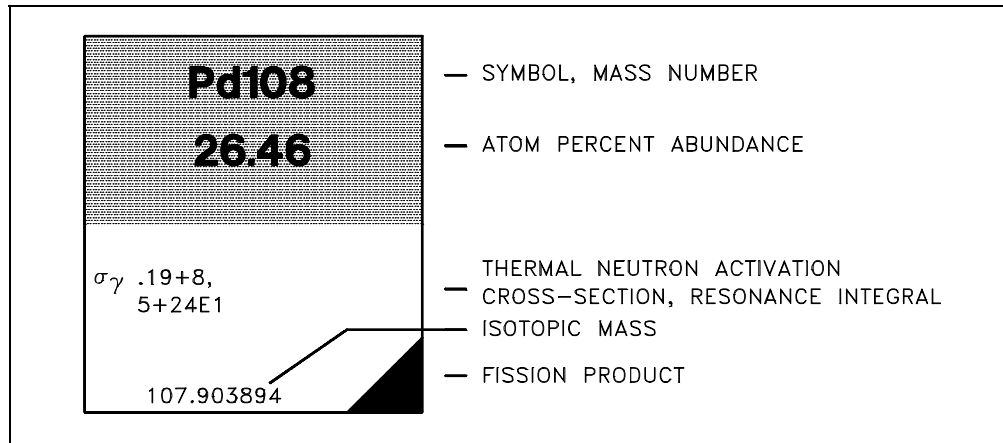 Pd108
SYMBOL, MASS NUMBER
26.46
ATOM PERCENT ABUNDANCE
σγ .19+8,
5+24E1
THERMAL NEUTRON ACTIVATION
CROSS-SECTION, RESONANCE INTEGRAL
ISOTOPIC MASS
107.903894
FISSION PRODUCT